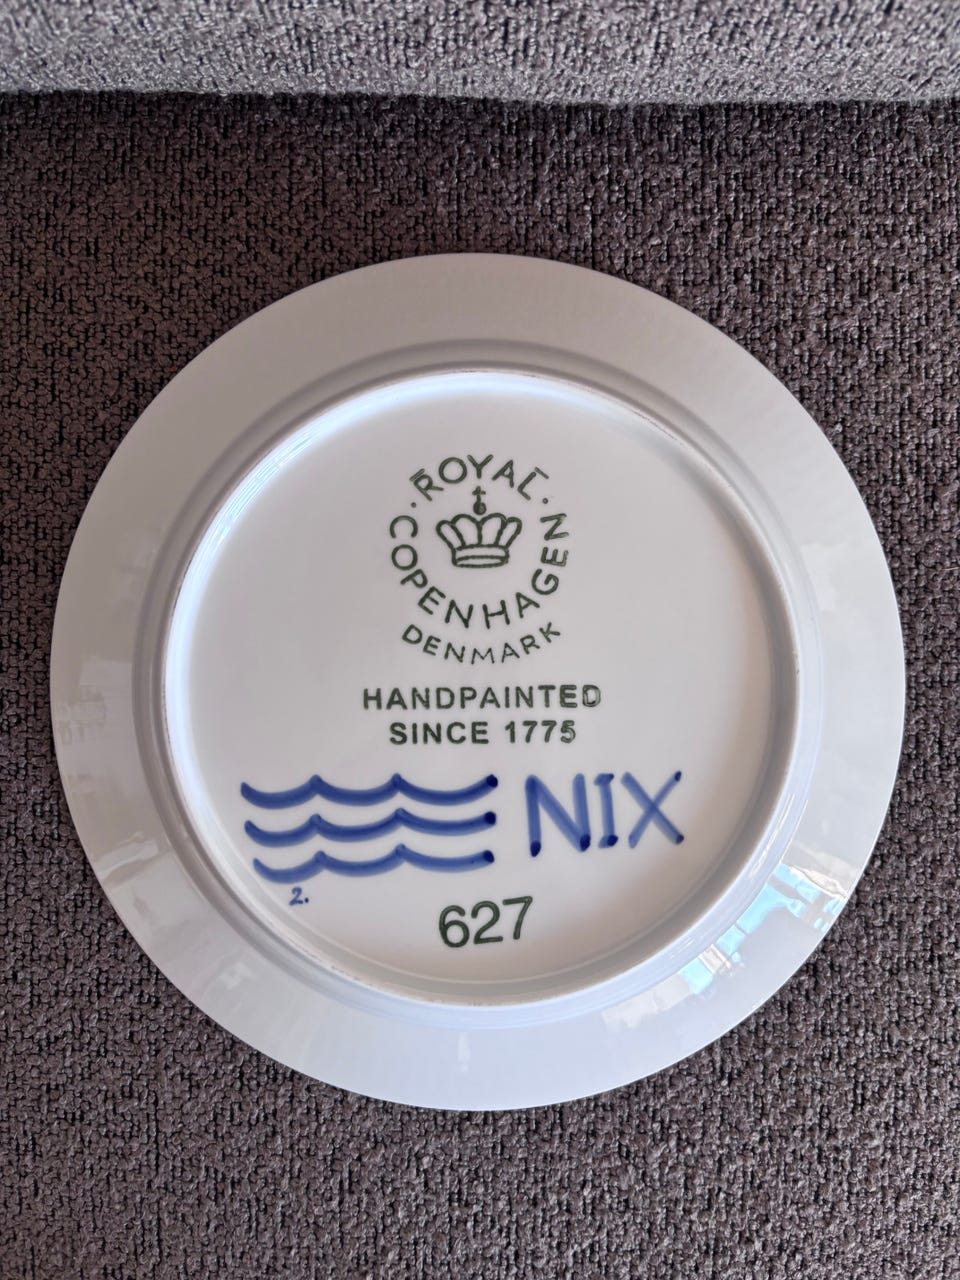 ROYAL
COPENHAGEN
DENMARK
HANDPAINTED
SINCE 1775
NIX
2.
627